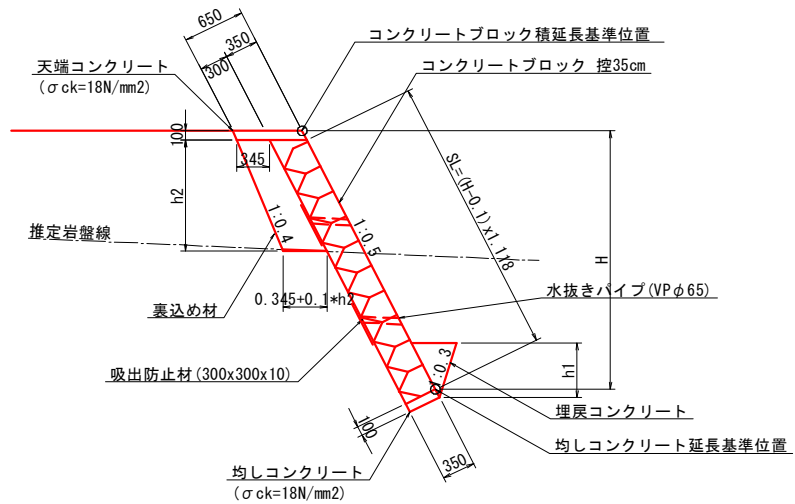 650
350
300
コンクリートブロック積延長基準位置
天端コンクリート
(σck=18N/mm2)
コンクリートブロック 控35cm
100
345
h2
SL=(H-0.1)x1.118
1:0.4
1:0.5
H
推定岩盤線
0.345+0.1*h2
裏込め材
水抜きパイプ(VPφ65)
吸出防止材(300x300x10)
1:0.3
h1
埋戻コンクリート
100
350
均しコンクリート延長基準位置
均しコンクリート
(σck=18N/mm2)